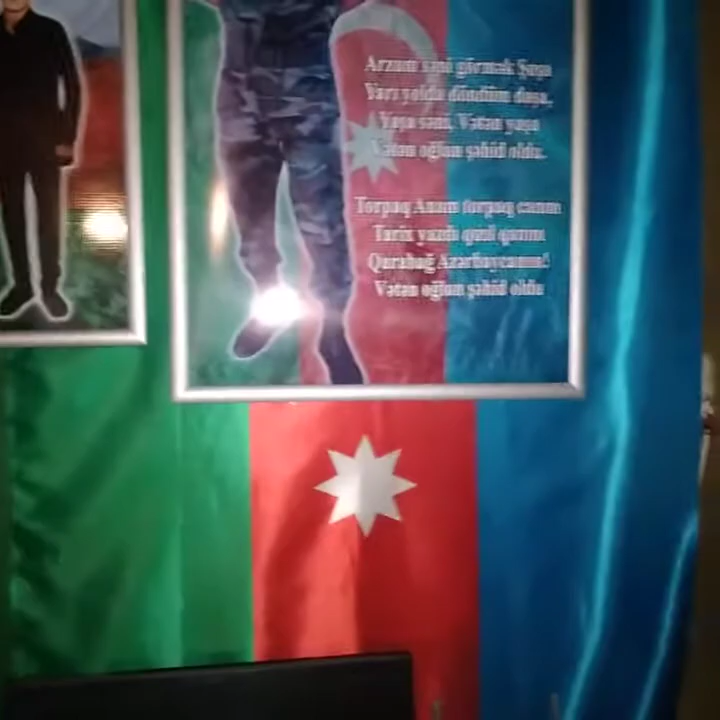 Arzum səni görmək Şuşa
Yarı yolda döndüm daşa,
Yaşa səni, Vətən yaşa
Vətən oğlun şəhid oldu.
Torpaq Anam torpaq canım
Tarix yazdı qızıl qanım
Qarabağ Azərbaycanım!
Vətən oğlun şəhid oldu